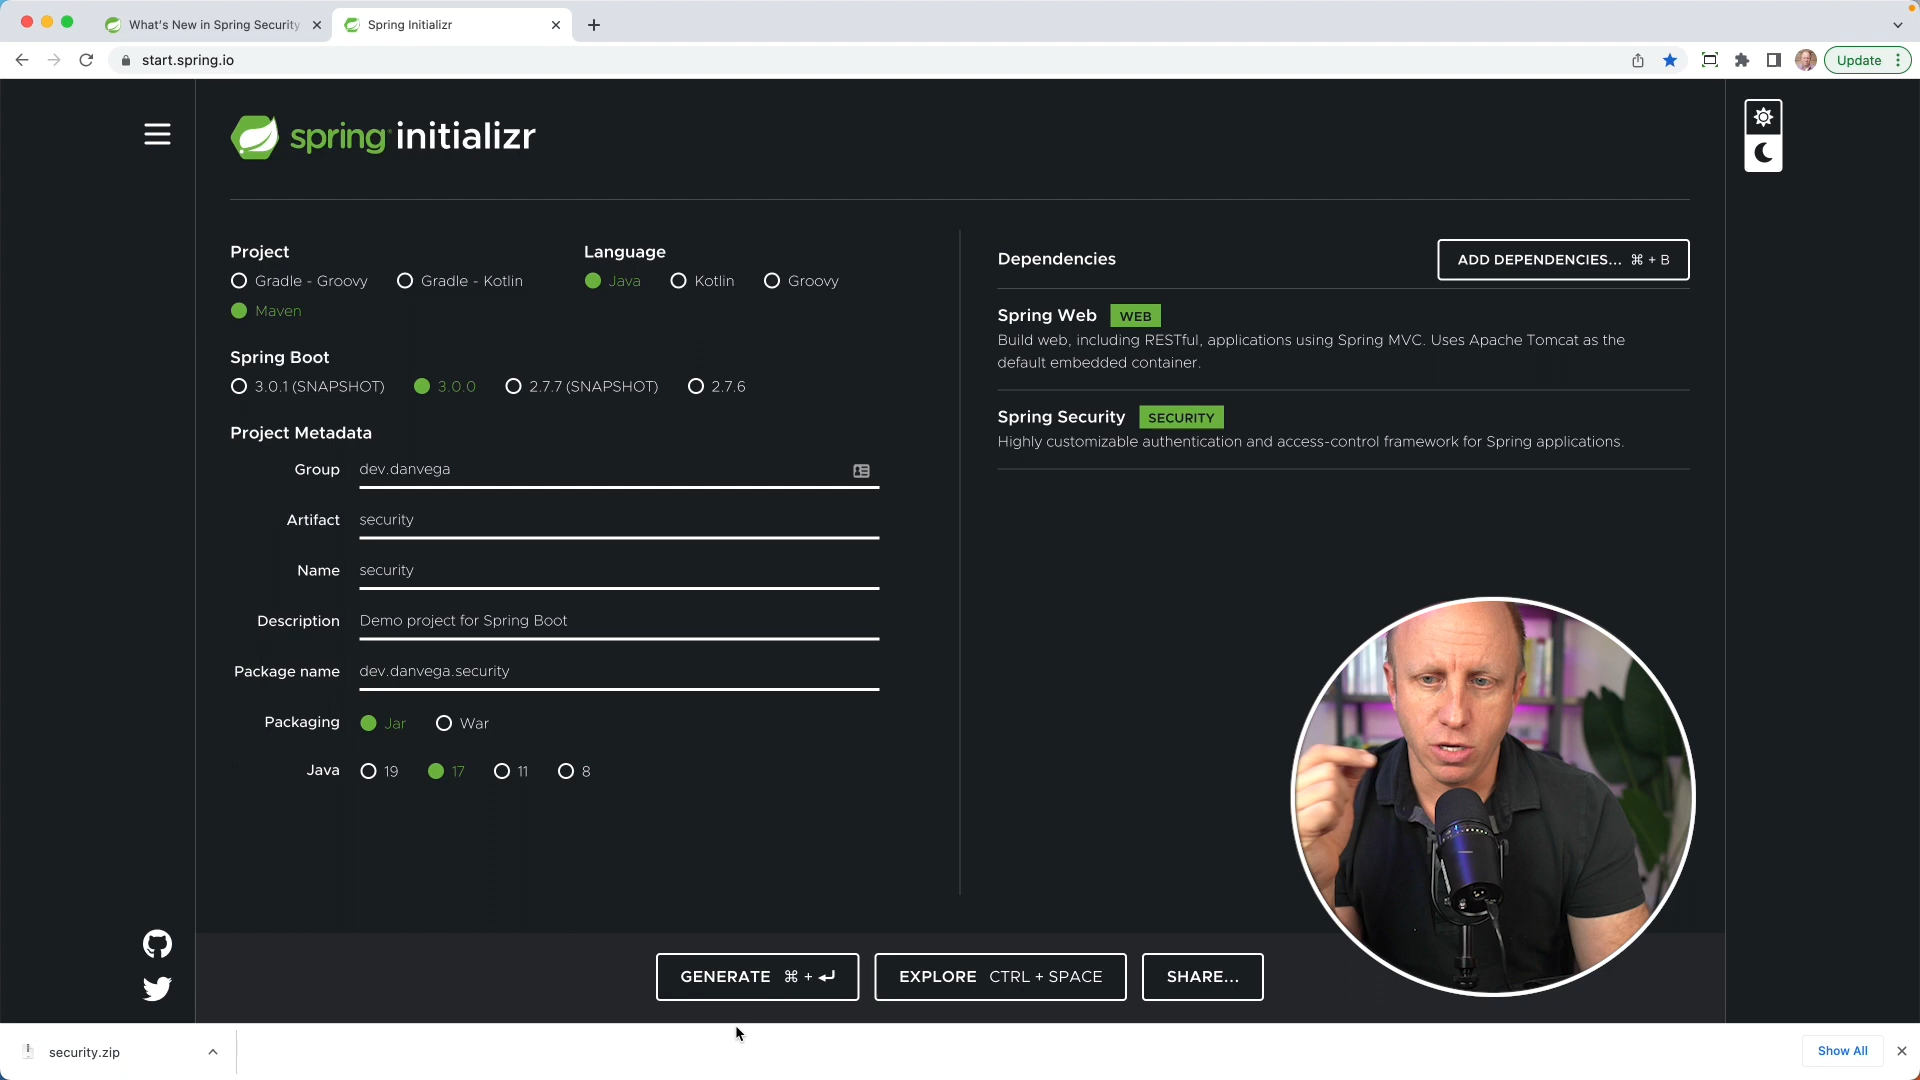 What's New in Spring Security
Spring Initializr
start.spring.io
Update
spring initializr
Project
Gradle - Groovy
Gradle - Kotlin
Maven
Language
Java
Kotlin
Groovy
Spring Boot
3.0.1 (SNAPSHOT)
3.0.0
2.7.7 (SNAPSHOT)
2.7.6
Project Metadata
Group
dev.danvega
Artifact
security
Name
security
Description
Demo project for Spring Boot
Package name
dev.danvega.security
Packaging
Jar
War
Java
19
17
11
8
Dependencies
ADD DEPENDENCIES... ⌘ + B
Spring Web WEB
Build web, including RESTful, applications using Spring MVC. Uses Apache Tomcat as the
default embedded container.
Spring Security SECURITY
Highly customizable authentication and access-control framework for Spring applications.
GENERATE ⌘ + ⏎
EXPLORE CTRL + SPACE
SHARE...
security.zip
Show All